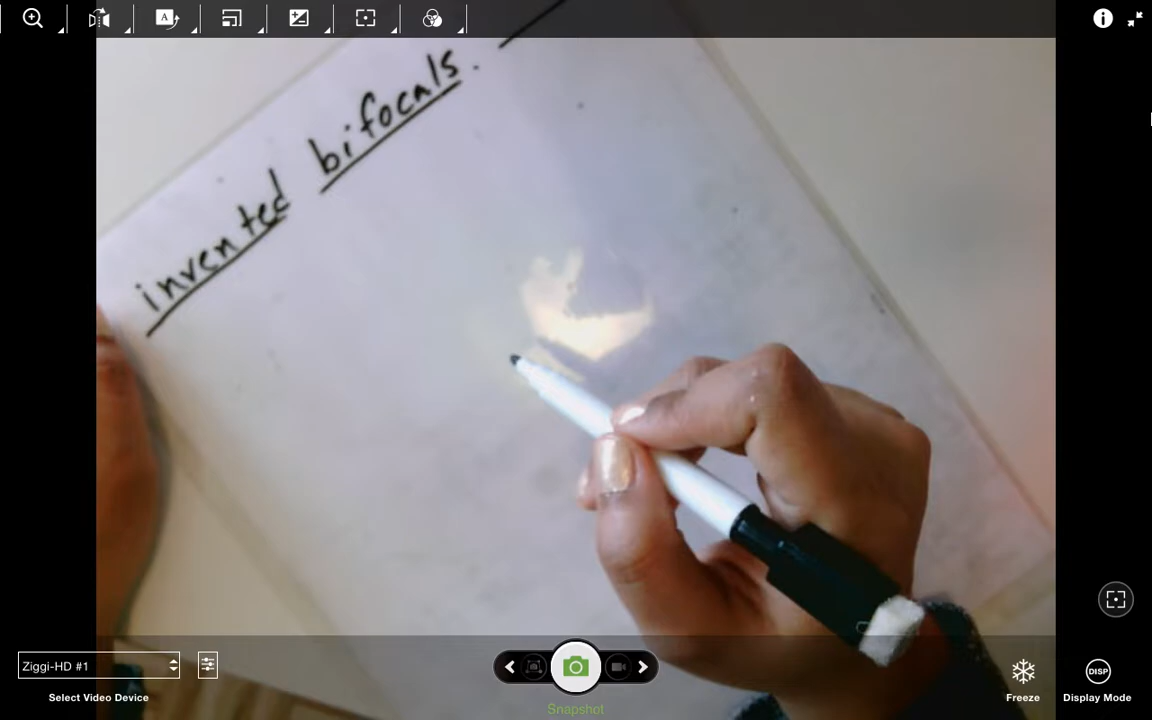 invented bifocals.
Ziggi-HD #1
Select Video Device
Snapshot
Freeze
DISP
Display Mode